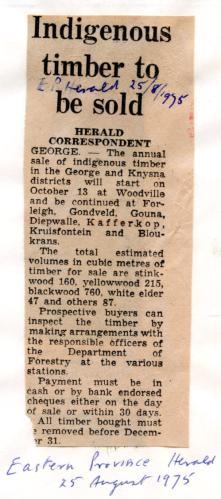 Indigenous
timber to
E.P. Herald 25/8/1975
be sold
HERALD
CORRESPONDENT
GEORGE. — The annual
sale of indigenous timber
in the George and Knysna
districts will start on
October 13 at Woodville
and be continued at For-
leigh, Gondveld, Gouna,
Diepwalle, Kafferkop,
Kruisfontein and Blou-
krans.
The total estimated
volumes in cubic metres of
timber for sale are stink-
wood 160, yellowwood 215,
blackwood 760, white elder
47 and others 87.
Prospective buyers can
inspect the timber by
making arrangements with
the responsible officers of
the Department of
Forestry at the various
stations.
Payment must be in
cash or by bank endorsed
cheques either on the day
of sale or within 30 days.
All timber bought must
be removed before Decem-
ber 31.
Eastern Province Herald
25 August 1975